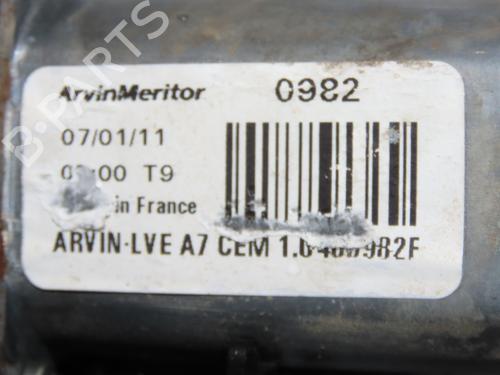 ArvinMeritor 0982
07/01/11
00 T9
in France
ARVIN-LVE A7 CEM
B-PARTS